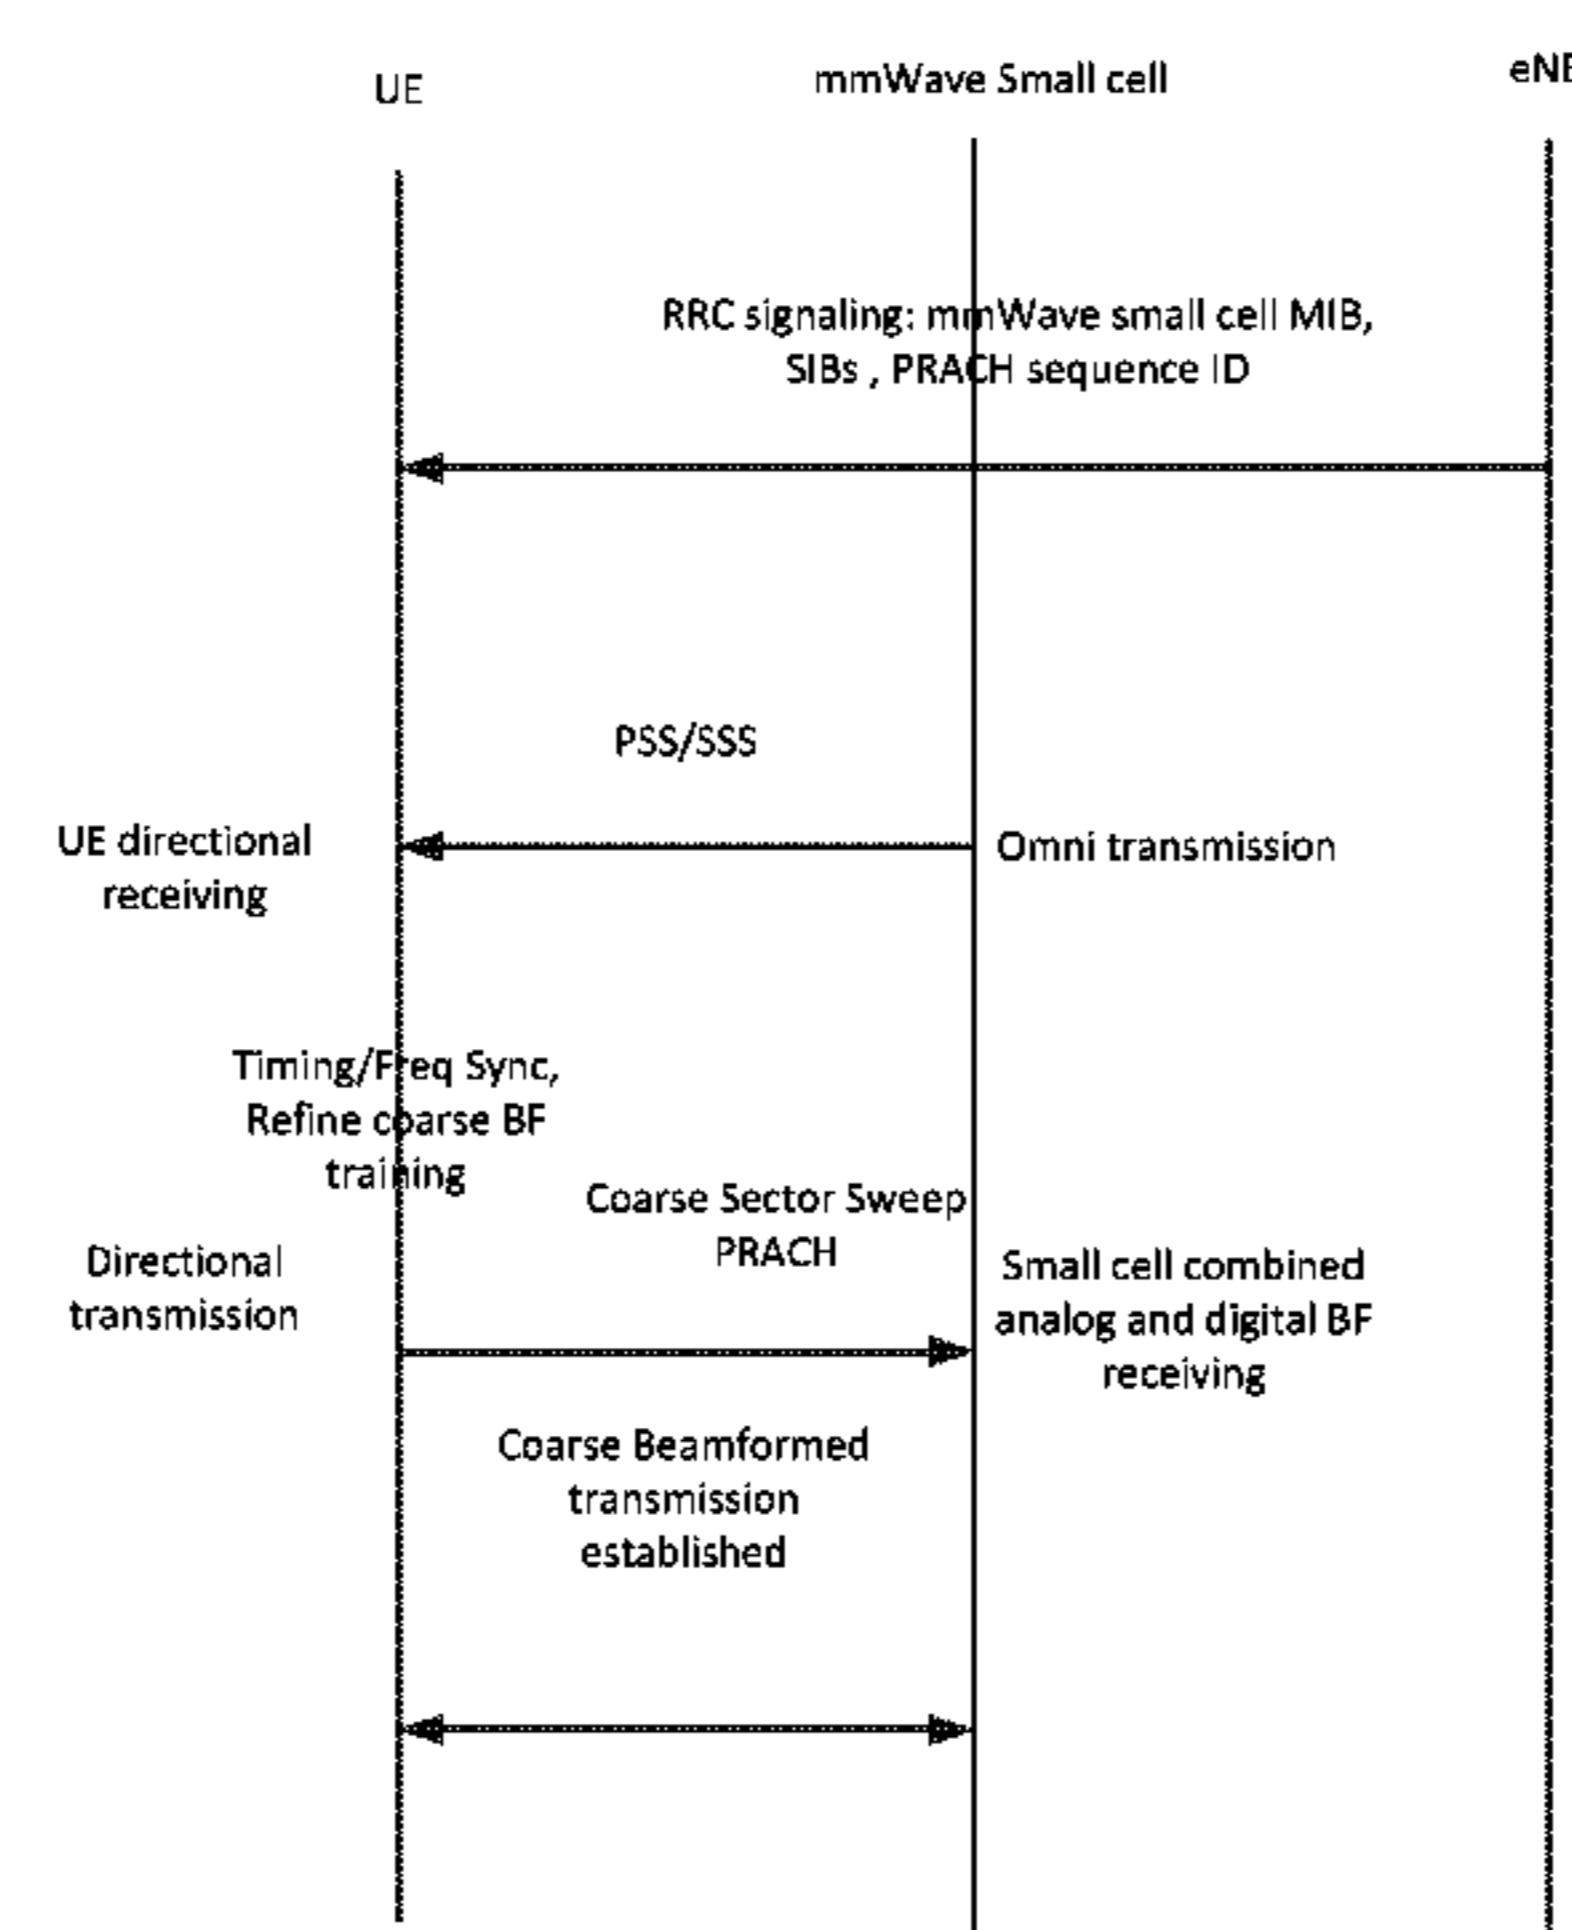 UE
mmWave Small cell
RRC signaling: mmWave small cell MIB,
SIBs , PRACH sequence ID
PSS/SSS
UE directional
receiving
Omni transmission
Timing/Freq Sync,
Refine coarse BF
training
Coarse Sector Sweep
PRACH
Directional
transmission
Small cell combined
analog and digital BF
receiving
Coarse Beamformed
transmission
established